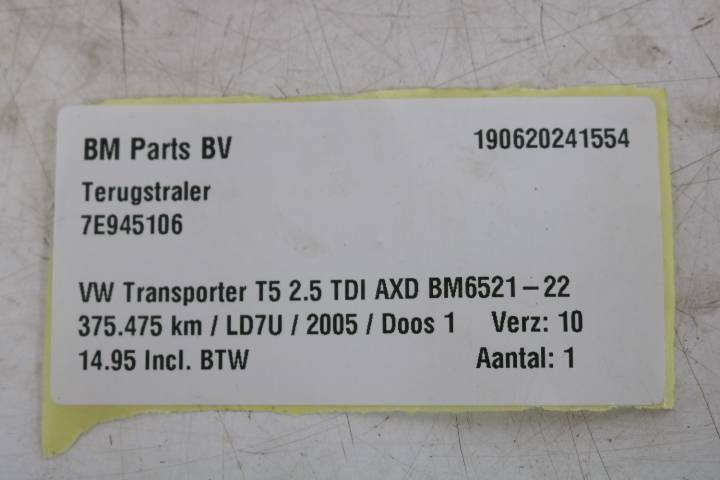 BM Parts BV 190620241554
Terugstraler
7E945106
VW Transporter T5 2.5 TDI AXD BM6521-22
375.475 km / LD7U / 2005 / Doos 1 Verz: 10
14.95 Incl. BTW Aantal: 1